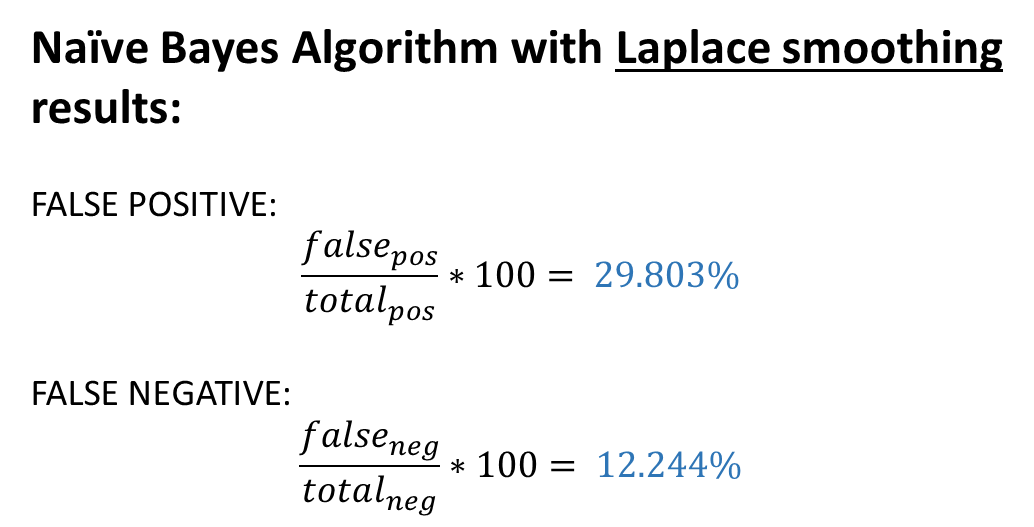 Naïve Bayes Algorithm with Laplace smoothing
results:
FALSE POSITIVE:
false_pos
total_pos
* 100 = 29.803%
FALSE NEGATIVE:
false_neg
total_neg
* 100 = 12.244%